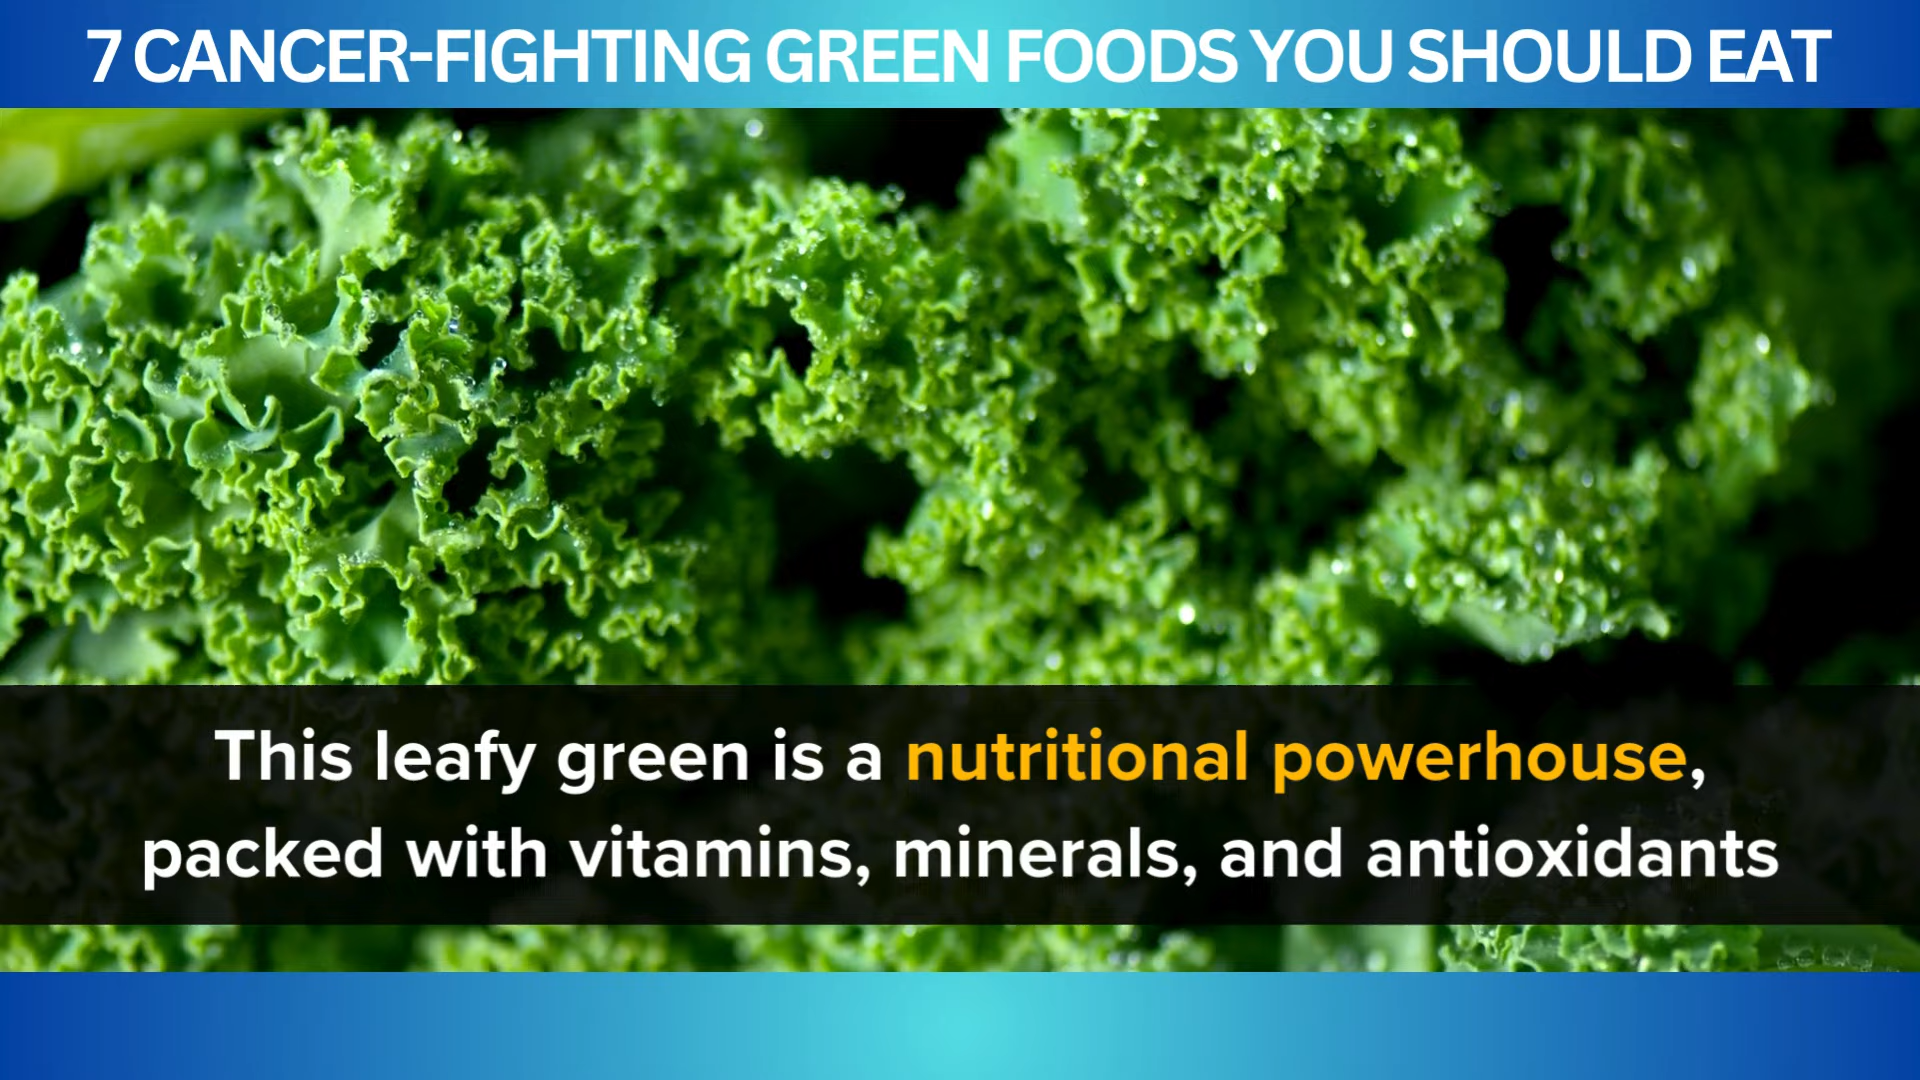 7 CANCER-FIGHTING GREEN FOODS YOU SHOULD EAT
This leafy green is a nutritional powerhouse,
packed with vitamins, minerals, and antioxidants